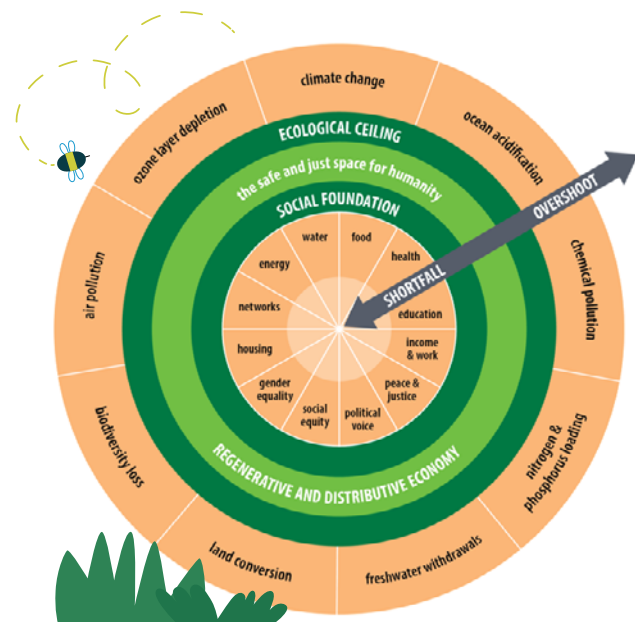 climate change
ocean acidification
chemical pollution
nitrogen &
phosphorus loading
freshwater withdrawals
land conversion
biodiversity loss
air pollution
ozone layer depletion
ECOLOGICAL CEILING
the safe and just space for humanity
SOCIAL FOUNDATION
OVERSHOOT
SHORTFALL
water
food
health
education
income
& work
peace &
justice
political
voice
social
equity
gender
equality
housing
networks
energy
REGENERATIVE AND DISTRIBUTIVE ECONOMY